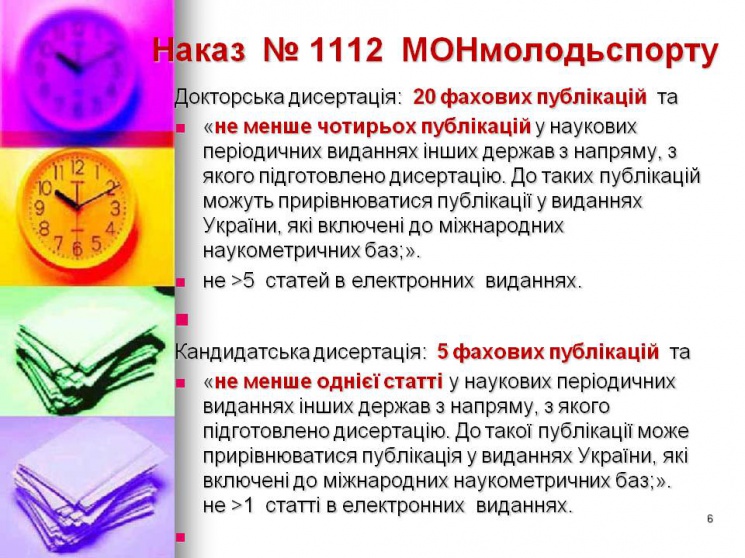 Наказ № 1112 МОНмолодьспорту
Докторська дисертація: 20 фахових публікацій та
«не менше чотирьох публікацій у наукових
періодичних виданнях інших держав з напряму, з
якого підготовлено дисертацію. До таких публікацій
можуть прирівнюватися публікації у виданнях
України, які включені до міжнародних
наукометричних баз;».
не >5 статей в електронних виданнях.
Кандидатська дисертація: 5 фахових публікацій та
«не менше однієї статті у наукових періодичних
виданнях інших держав з напряму, з якого
підготовлено дисертацію. До такої публікації може
прирівнюватися публікація у виданнях України, які
включені до міжнародних наукометричних баз;».
не >1 статті в електронних виданнях.
6